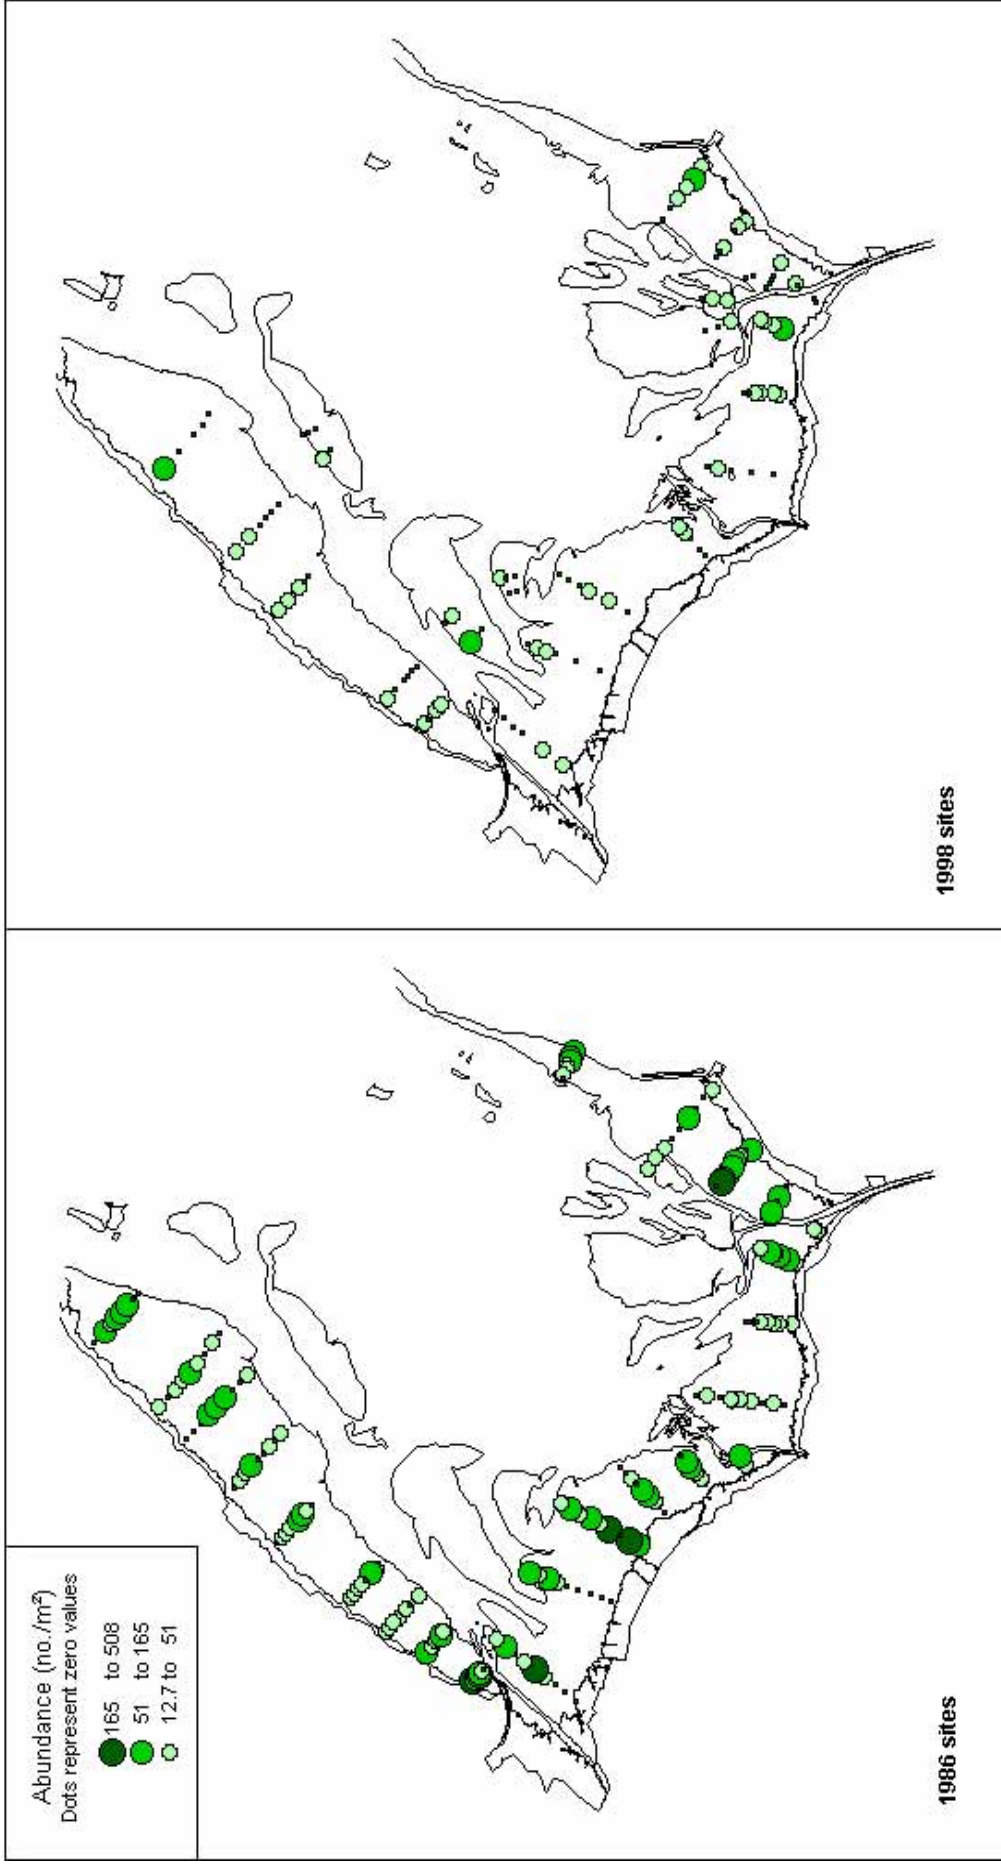 Abundance (no./m²)
Dots represent zero values
165 to 508
51 to 165
12.7 to 51
1986 sites
1998 sites